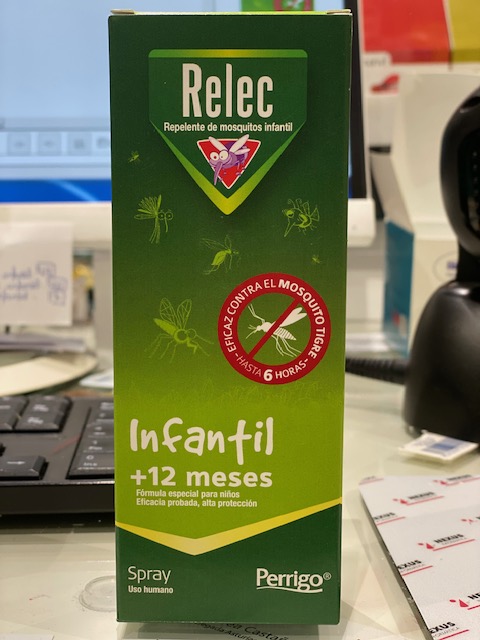 Relec
Repelente de mosquitos infantil
EFICAZ CONTRA EL MOSQUITO TIGRE
-HASTA 6 HORAS-
Infantil
+12 meses
Fórmula especial para niños
Eficacia probada, alta protección
Spray
Uso humano
Perrigo®
NEXUS